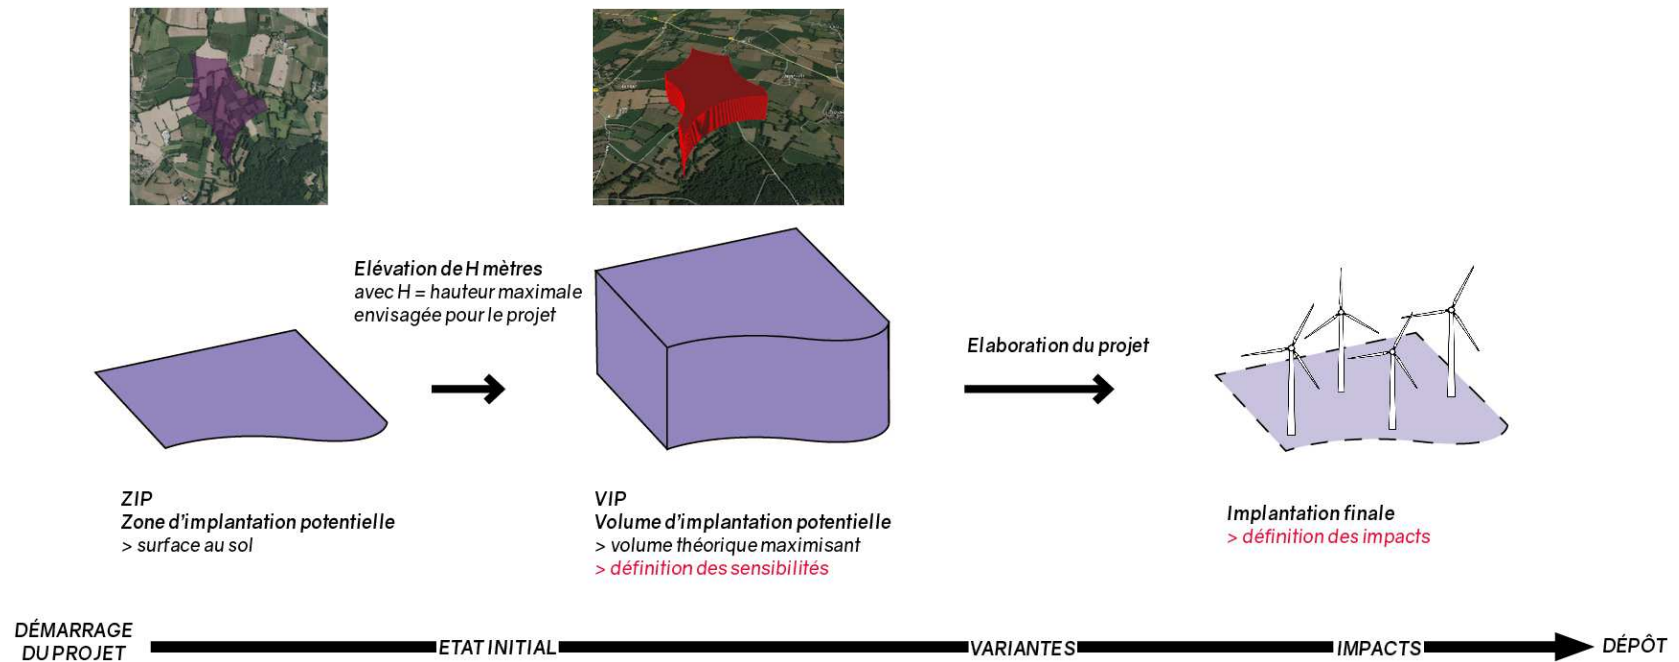 Elévation de H mètres
avec H = hauteur maximale
envisagée pour le projet
Elaboration du projet
ZIP
Zone d'implantation potentielle
> surface au sol
VIP
Volume d'implantation potentielle
> volume théorique maximisant
> définition des sensibilités
Implantation finale
> définition des impacts
DÉMARRAGE
DU PROJET
ETAT INITIAL
VARIANTES
IMPACTS
DÉPÔT